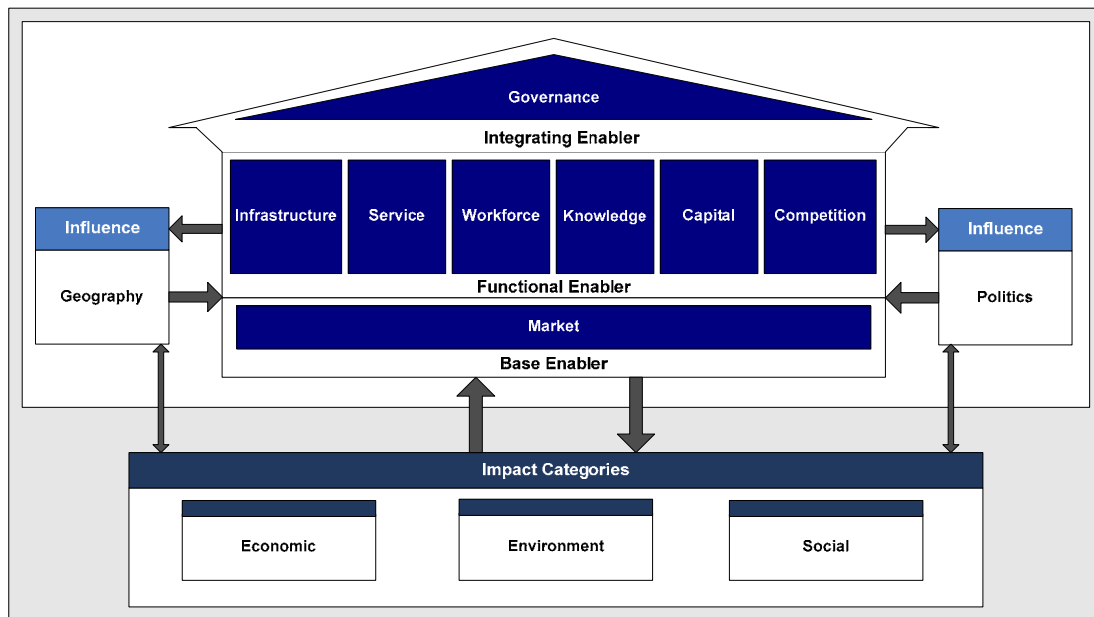 Governance
Integrating Enabler
Infrastructure
Service
Workforce
Knowledge
Capital
Competition
Functional Enabler
Influence
Geography
Influence
Politics
Market
Base Enabler
Impact Categories
Economic
Environment
Social